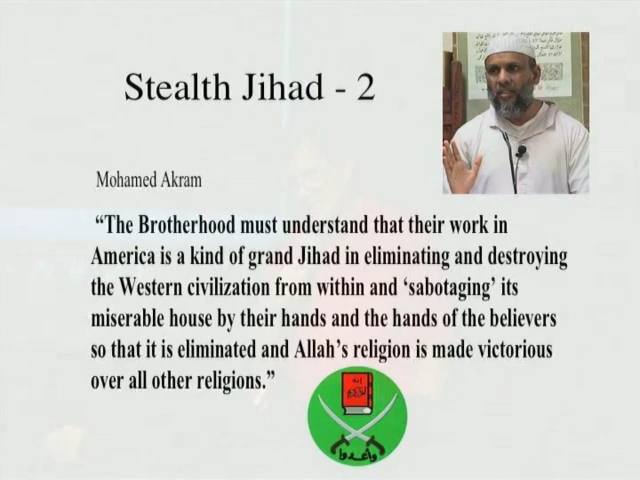 Stealth Jihad - 2
Mohamed Akram
“The Brotherhood must understand that their work in
America is a kind of grand Jihad in eliminating and destroying
the Western civilization from within and ‘sabotaging’ its
miserable house by their hands and the hands of the believers
so that it is eliminated and Allah’s religion is made victorious
over all other religions.”
وأعدوا